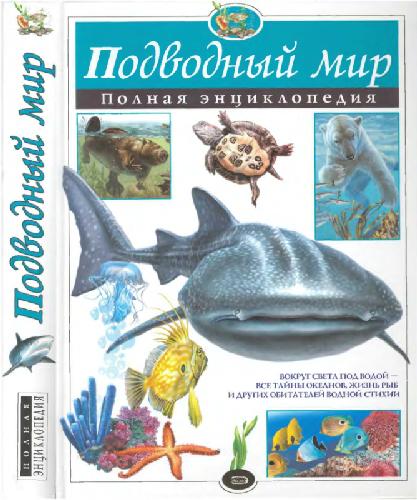 Подводный мир
ПОЛНАЯ
ЭНЦИКЛОПЕДИЯ
Подводный мир
Полная энциклопедия
ВОКРУГ СВЕТА ПОД ВОДОЙ —
ВСЕ ТАЙНЫ ОКЕАНОВ, ЖИЗНЬ РЫБ
И ДРУГИХ ОБИТАТЕЛЕЙ ВОДНОЙ СТИХИИ